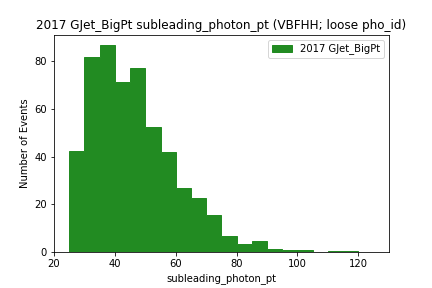 2017 GJet_BigPt subleading_photon_pt (VBFHH; loose pho_id)
2017 GJet_BigPt
Number of Events
80
60
40
20
0
20 40 60 80 100 120
subleading_photon_pt